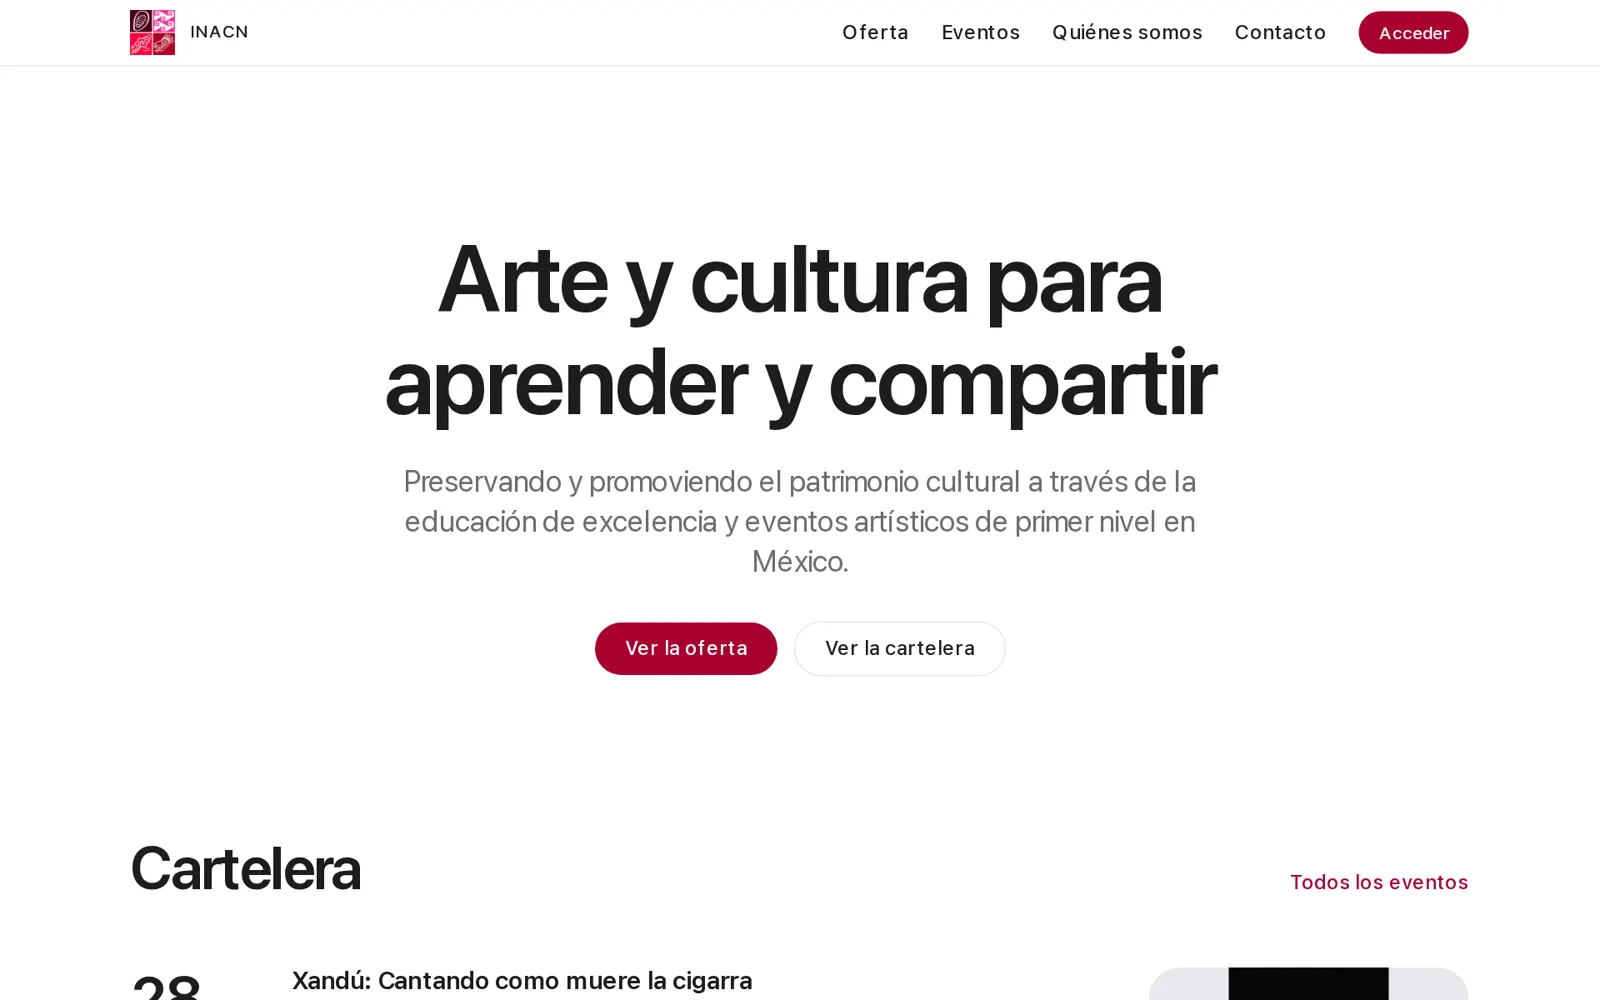 INACN
Oferta
Eventos
Quiénes somos
Contacto
Acceder
Arte y cultura para
aprender y compartir
Preservando y promoviendo el patrimonio cultural a través de la
educación de excelencia y eventos artísticos de primer nivel en
México.
Ver la oferta
Ver la cartelera
Cartelera
Todos los eventos
28
Xandú: Cantando como muere la cigarra